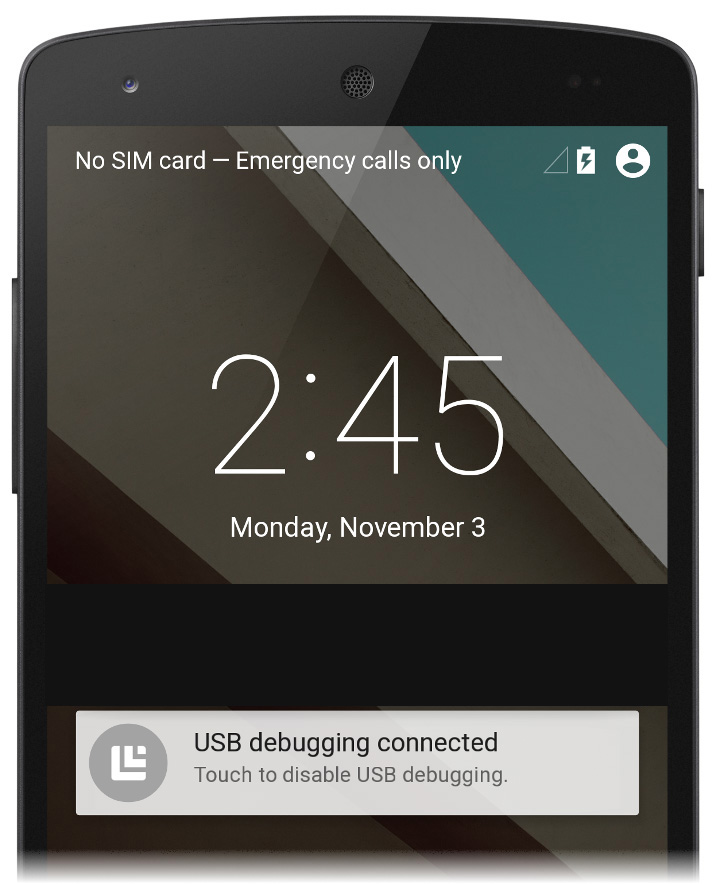 No SIM card — Emergency calls only
2:45
Monday, November 3
USB debugging connected
Touch to disable USB debugging.